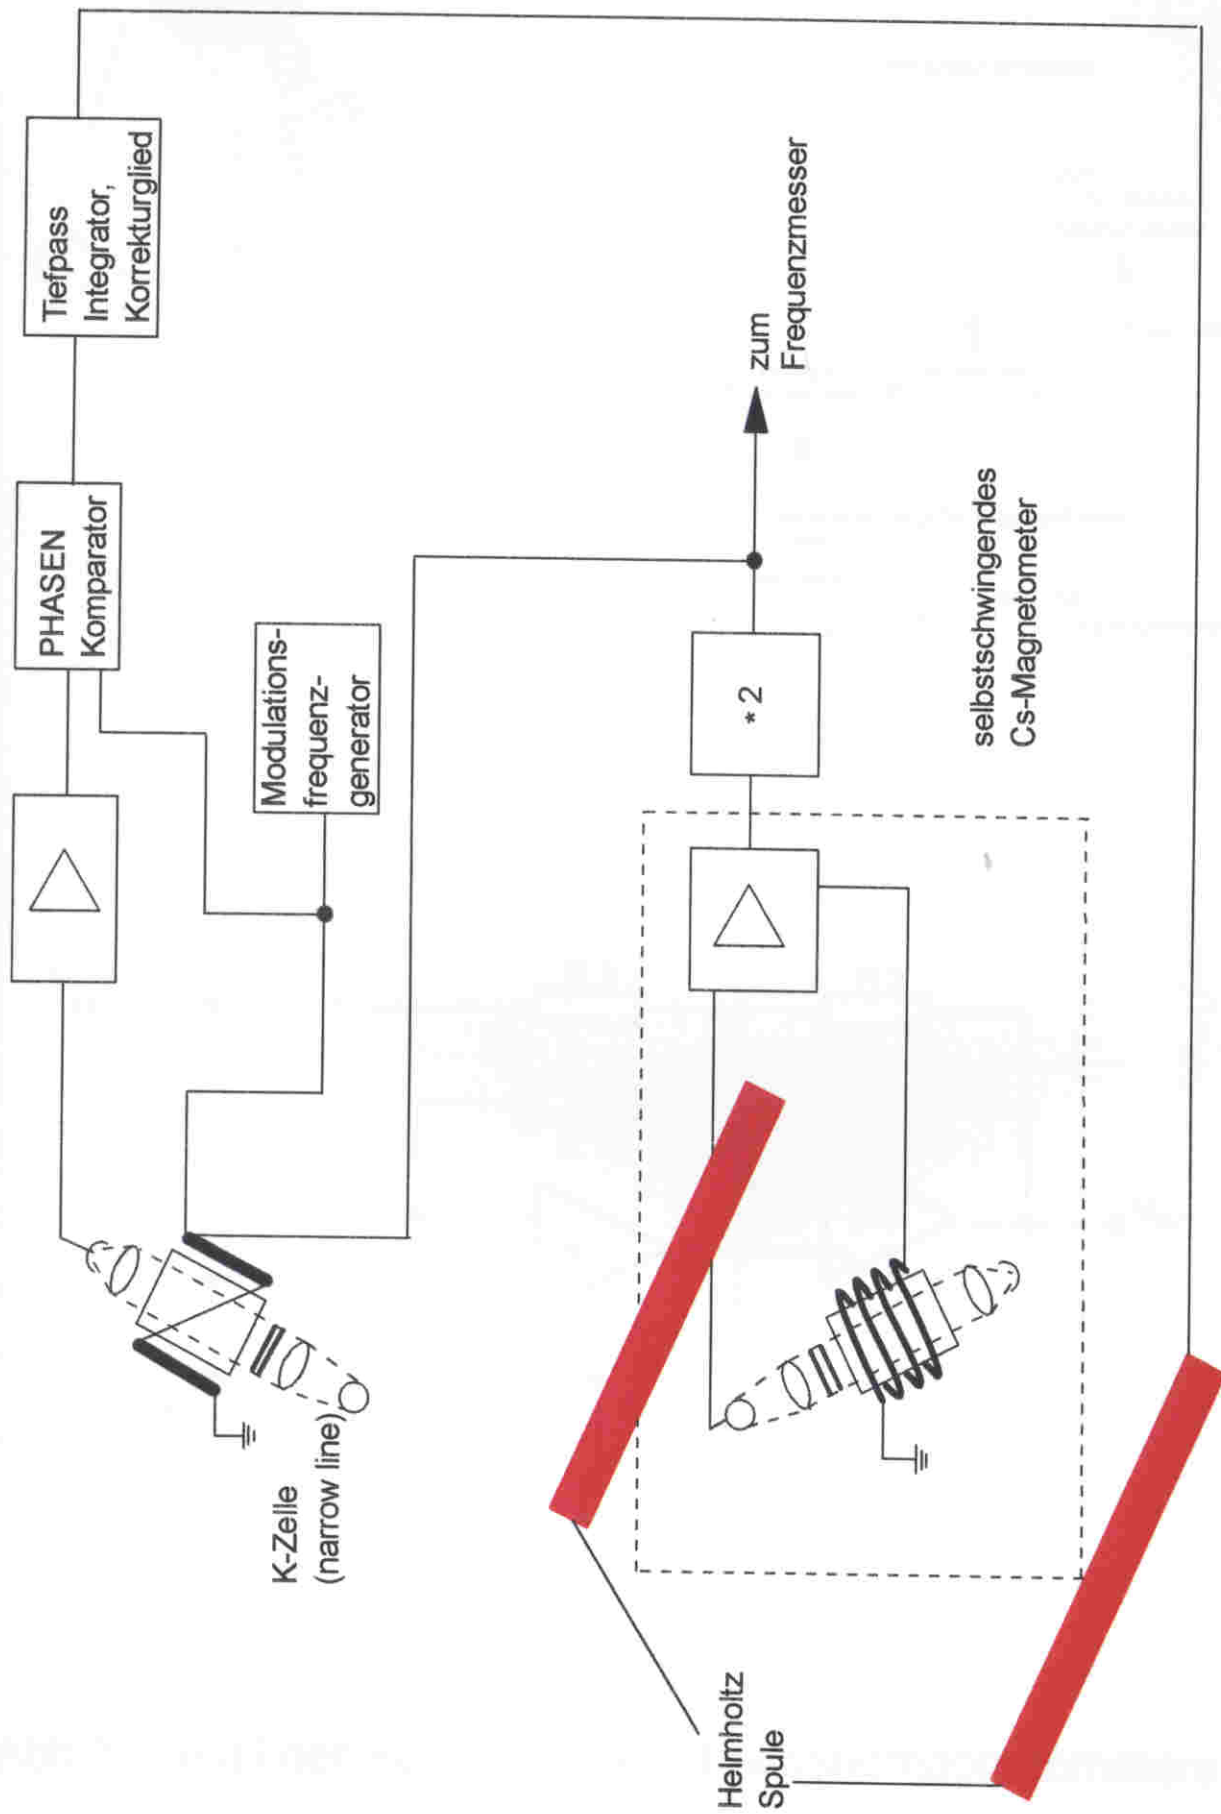 Tiefpass
Integrator,
Korrekturglied
PHASEN
Komparator
Modulations-
frequenz-
generator
K-Zelle
(narrow line)
zum
Frequenzmesser
* 2
selbstschwingendes
Cs-Magnetometer
Helmholtz
Spule